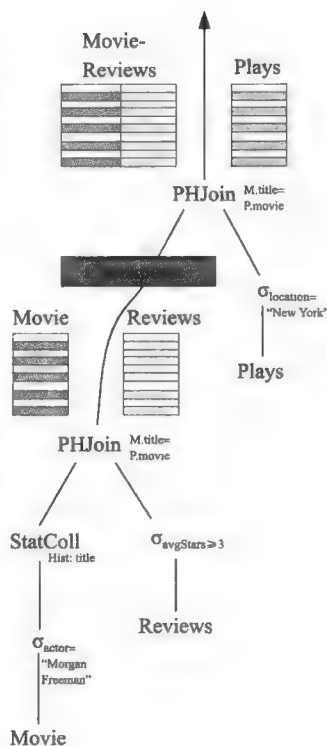 Movie-
Reviews
Plays
PHJoin
M.title=
P.movie
σlocation=
"New York"
Plays
Movie
Reviews
PHJoin
M.title=
P.movie
StatColl
Hist: title
σavgStars≥3
Reviews
σactor=
"Morgan
Freeman"
Movie